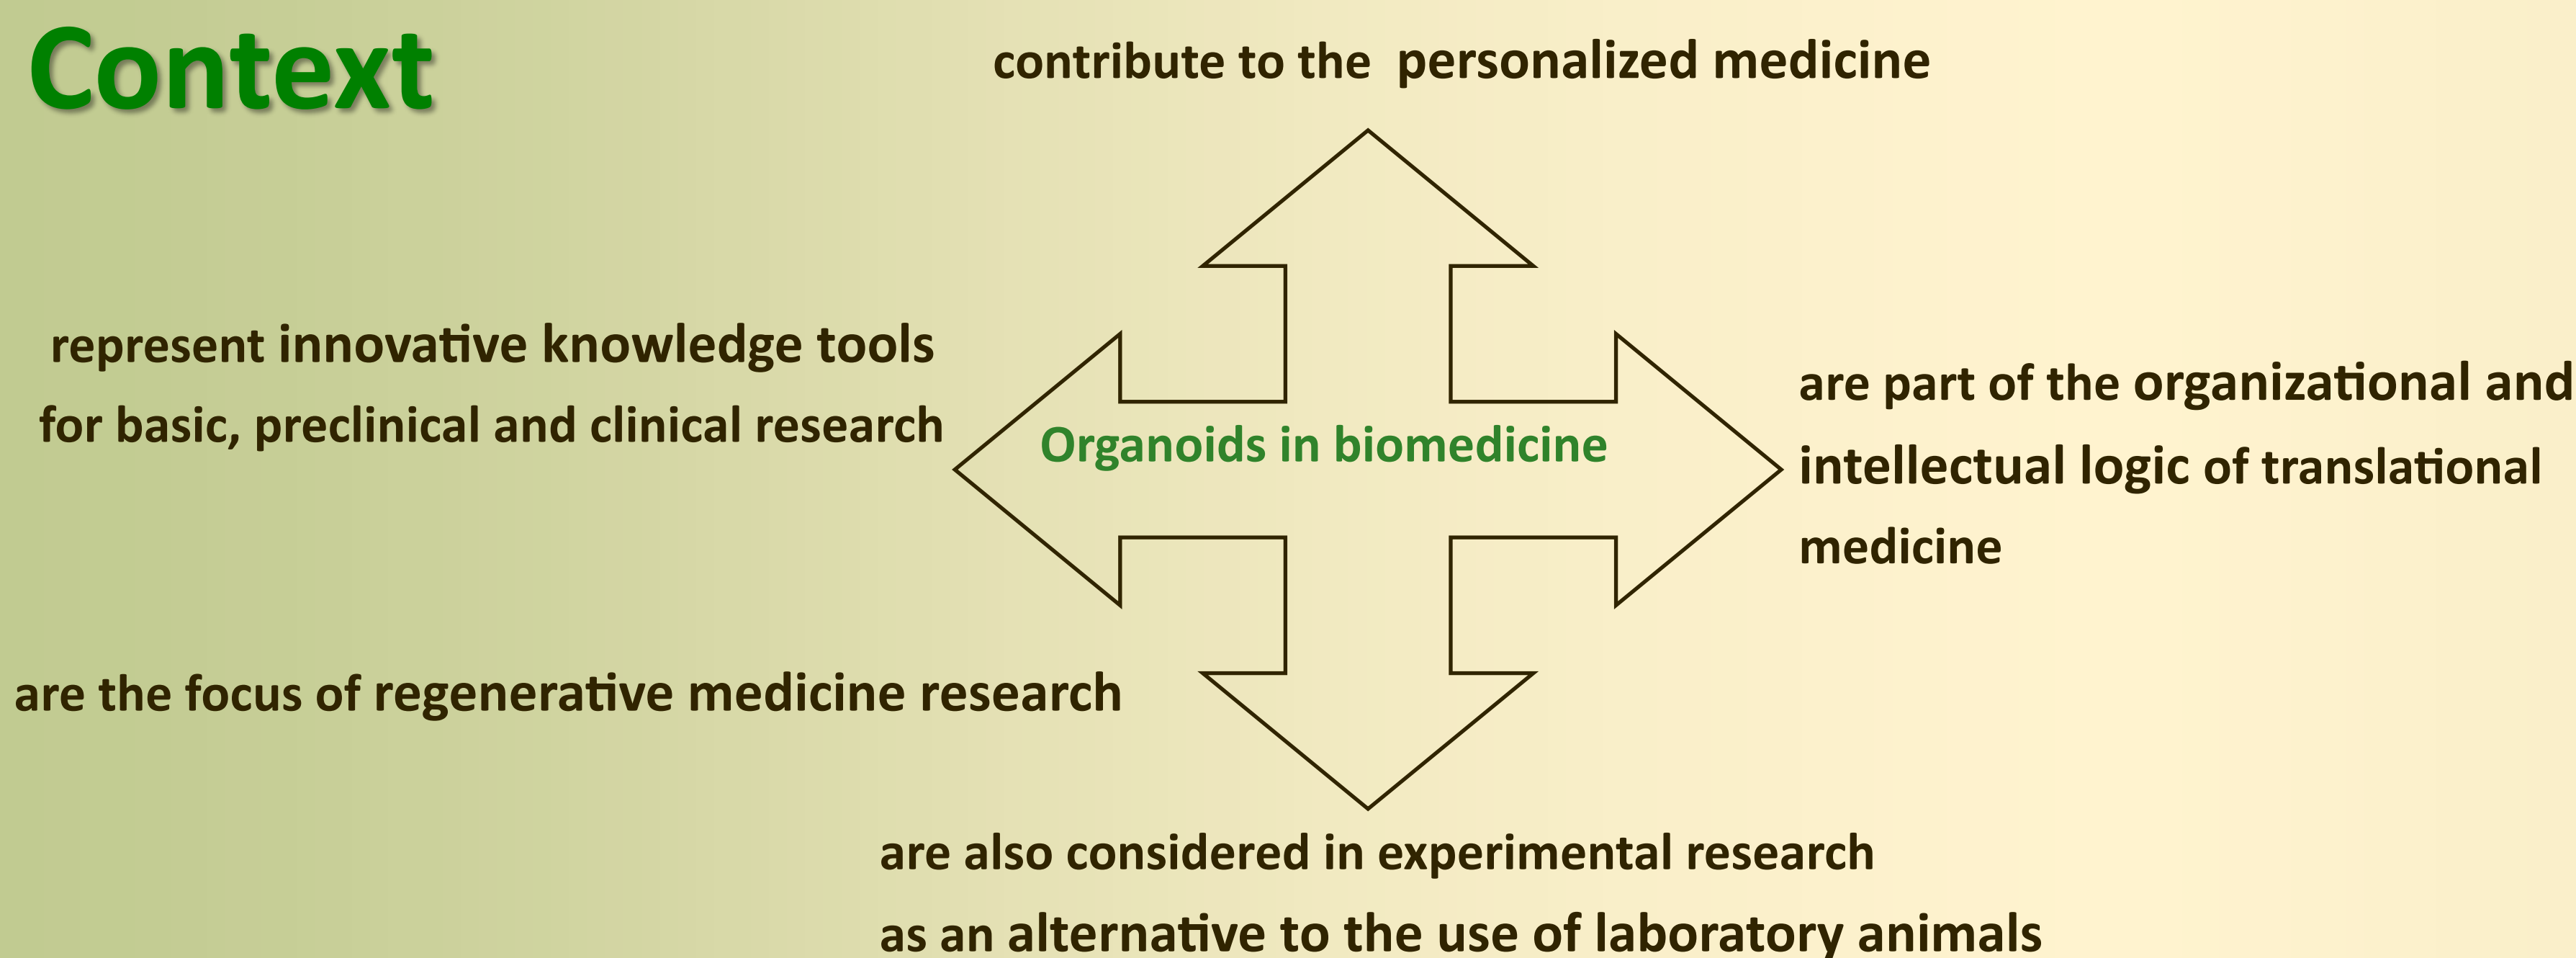 Context
contribute to the personalized medicine
represent innovative knowledge tools
for basic, preclinical and clinical research
are part of the organizational and
intellectual logic of translational
medicine
Organoids in biomedicine
are the focus of regenerative medicine research
are also considered in experimental research
as an alternative to the use of laboratory animals